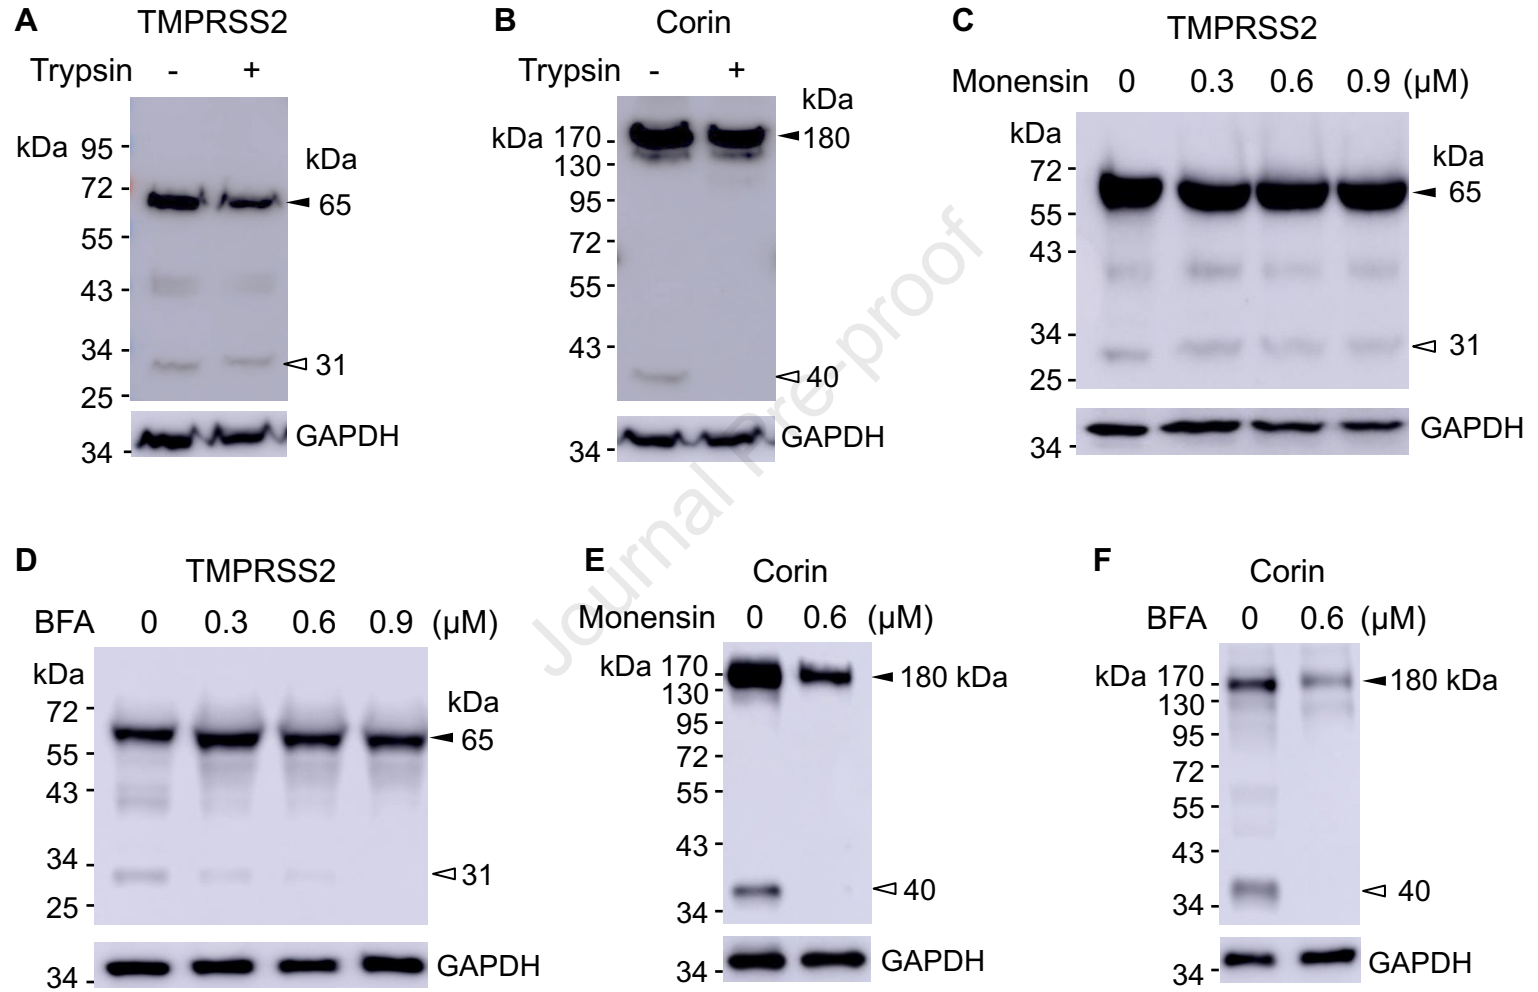 A
TMPRSS2
Trypsin - +
kDa 95
72
55
43
34
25
kDa
65
31
34
GAPDH
B
Corin
Trypsin - +
kDa
kDa 170
130
95
72
55
43
180
40
34
GAPDH
C
TMPRSS2
Monensin 0 0.3 0.6 0.9 (µM)
kDa
72
55
43
34
25
kDa
65
31
34
GAPDH
D
TMPRSS2
BFA 0 0.3 0.6 0.9 (µM)
kDa
72
55
43
34
25
kDa
65
31
34
GAPDH
E
Corin
Monensin 0 0.6 (µM)
kDa 170
130
95
72
55
43
34
180 kDa
40
34
GAPDH
F
Corin
BFA 0 0.6 (µM)
kDa 170
130
95
72
55
43
34
180 kDa
40
34
GAPDH
Journal Pre-proof